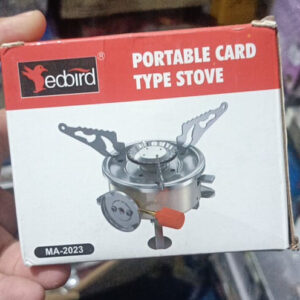 edbird®
PORTABLE CARD
TYPE STOVE
MA-2023